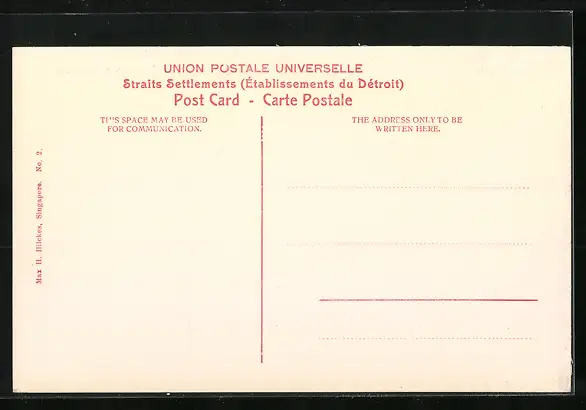 UNION POSTALE UNIVERSELLE
Straits Settlements (Établissements du Détroit)
Post Card - Carte Postale
THIS SPACE MAY BE USED
FOR COMMUNICATION.
THE ADDRESS ONLY TO BE
WRITTEN HERE.
Max H. Hilckes, Singapore. No. 2.